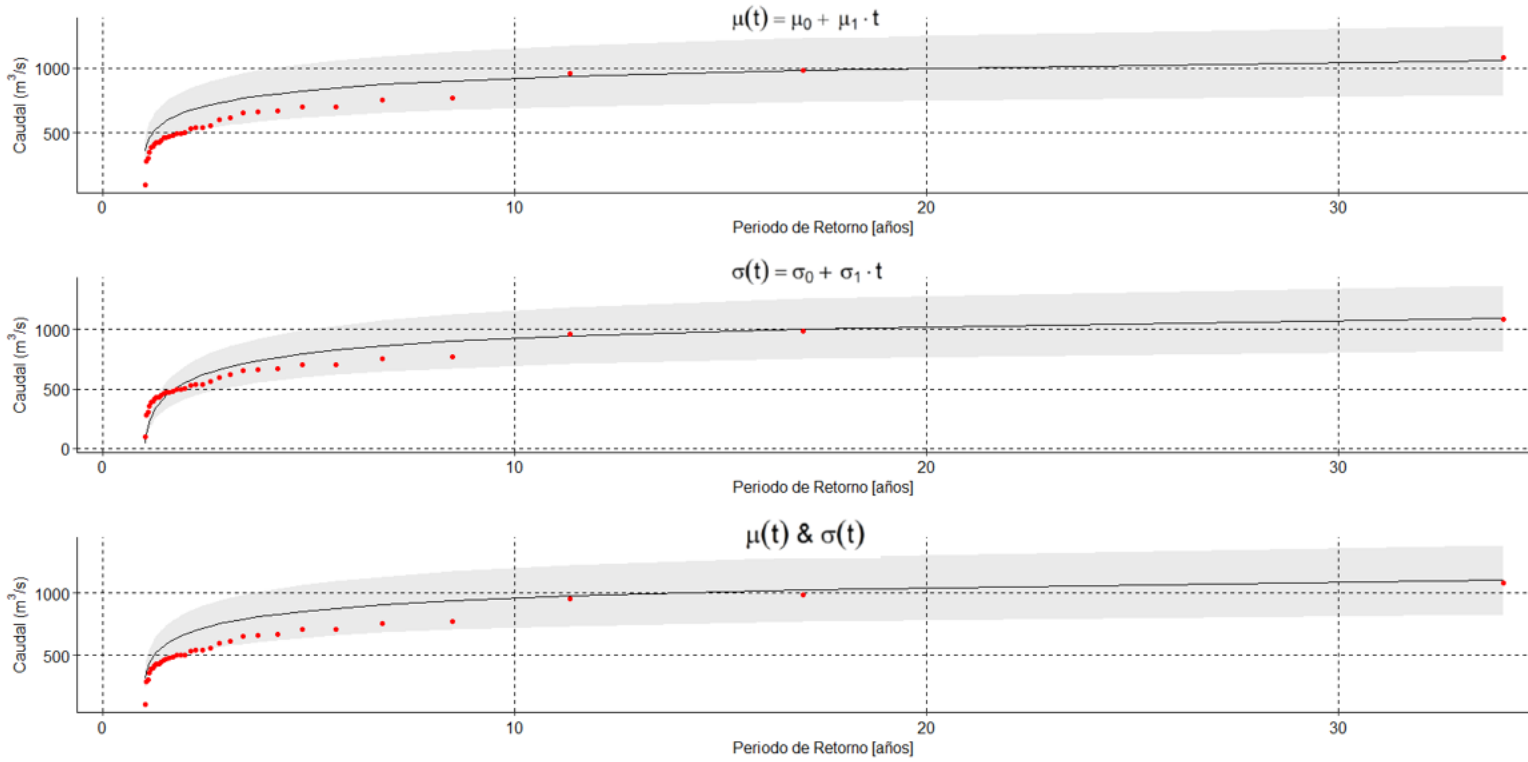 μ(t) = μ₀ + μ₁ · t
Caudal (m³/s)
1000
500
0 10 20 30
Periodo de Retorno [años]
σ(t) = σ₀ + σ₁ · t
Caudal (m³/s)
1000
500
0
0 10 20 30
Periodo de Retorno [años]
μ(t) & σ(t)
Caudal (m³/s)
1000
500
0 10 20 30
Periodo de Retorno [años]